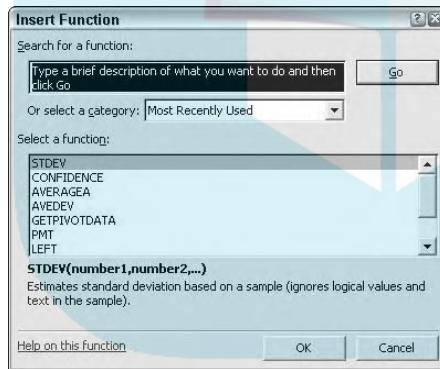 Insert Function
Search for a function:
Type a brief description of what you want to do and then
click Go
Go
Or select a category: Most Recently Used
Select a function:
STDEV
CONFIDENCE
AVERAGEA
AVEDEV
GETPIVOTDATA
PMT
LEFT
STDEV(number1,number2,...)
Estimates standard deviation based on a sample (ignores logical values and
text in the sample).
Help on this function
OK
Cancel